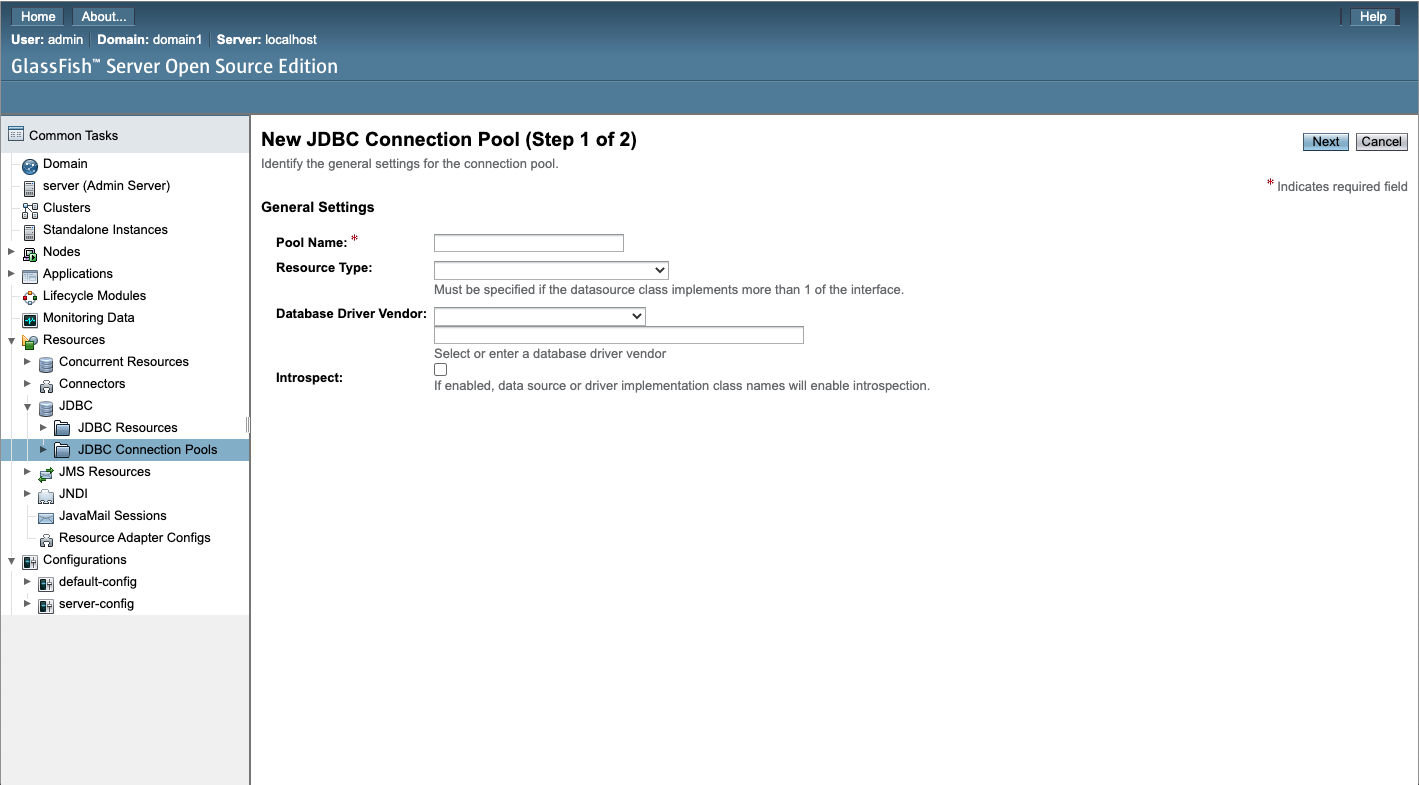 Home About... Help
User: admin Domain: domain1 Server: localhost
GlassFish™ Server Open Source Edition
Common Tasks
Domain
server (Admin Server)
Clusters
Standalone Instances
Nodes
Applications
Lifecycle Modules
Monitoring Data
Resources
Concurrent Resources
Connectors
JDBC
JDBC Resources
JDBC Connection Pools
JMS Resources
JNDI
JavaMail Sessions
Resource Adapter Configs
Configurations
default-config
server-config
New JDBC Connection Pool (Step 1 of 2)
Next Cancel
Identify the general settings for the connection pool.
* Indicates required field
General Settings
Pool Name: *
Resource Type:
Must be specified if the datasource class implements more than 1 of the interface.
Database Driver Vendor:
Select or enter a database driver vendor
Introspect:
If enabled, data source or driver implementation class names will enable introspection.